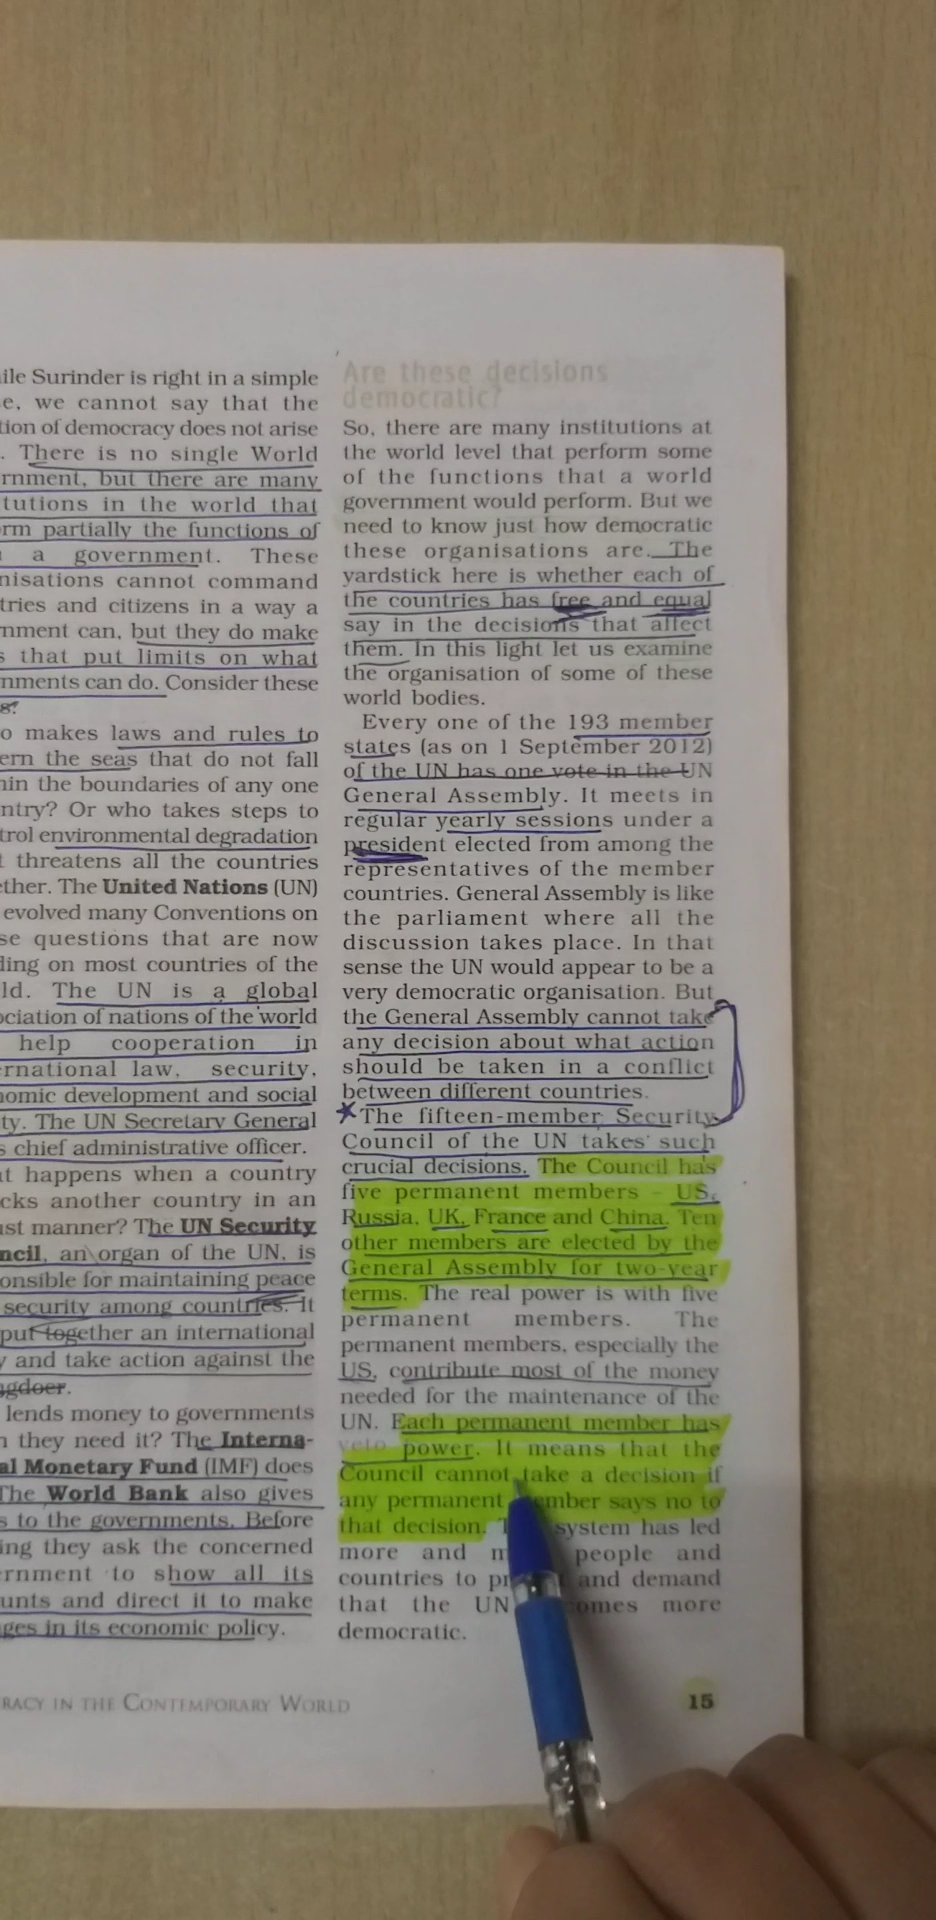 ile Surinder is right in a simple
e, we cannot say that the
tion of democracy does not arise
. There is no single World
rnment, but there are many
tutions in the world that
rm partially the functions of
a government. These
nisations cannot command
tries and citizens in a way a
nment can, but they do make
s that put limits on what
nments can do. Consider these
s:
o makes laws and rules to
ern the seas that do not fall
hin the boundaries of any one
ntry? Or who takes steps to
trol environmental degradation
t threatens all the countries
ether. The United Nations (UN)
evolved many Conventions on
se questions that are now
ding on most countries of the
ld. The UN is a global
ociation of nations of the world
help cooperation in
rnational law, security,
nomic development and social
ty. The UN Secretary General
s chief administrative officer.
at happens when a country
cks another country in an
ust manner? The UN Security
ncil, an organ of the UN, is
onsible for maintaining peace
security among countries. It
put together an international
y and take action against the
gdoer.
lends money to governments
n they need it? The Interna-
al Monetary Fund (IMF) does
The World Bank also gives
s to the governments. Before
ing they ask the concerned
ernment to show all its
unts and direct it to make
ges in its economic policy.
Are these decisions
democratic?
So, there are many institutions at
the world level that perform some
of the functions that a world
government would perform. But we
need to know just how democratic
these organisations are. The
yardstick here is whether each of
the countries has free and equal
say in the decisions that affect
them. In this light let us examine
the organisation of some of these
world bodies.
Every one of the 193 member
states (as on 1 September 2012)
of the UN has one vote in the UN
General Assembly. It meets in
regular yearly sessions under a
president elected from among the
representatives of the member
countries. General Assembly is like
the parliament where all the
discussion takes place. In that
sense the UN would appear to be a
very democratic organisation. But
the General Assembly cannot take
any decision about what action
should be taken in a conflict
between different countries.
The fifteen-member Security
Council of the UN takes such
crucial decisions. The Council has
five permanent members – US,
Russia, UK, France and China. Ten
other members are elected by the
General Assembly for two-year
terms. The real power is with five
permanent members. The
permanent members, especially the
US, contribute most of the money
needed for the maintenance of the
UN. Each permanent member has
veto power. It means that the
Council cannot take a decision if
any permanent ember says no to
that decision. T system has led
more and m people and
countries to pr and demand
that the UN comes more
democratic.
RACY IN THE CONTEMPORARY WORLD
15